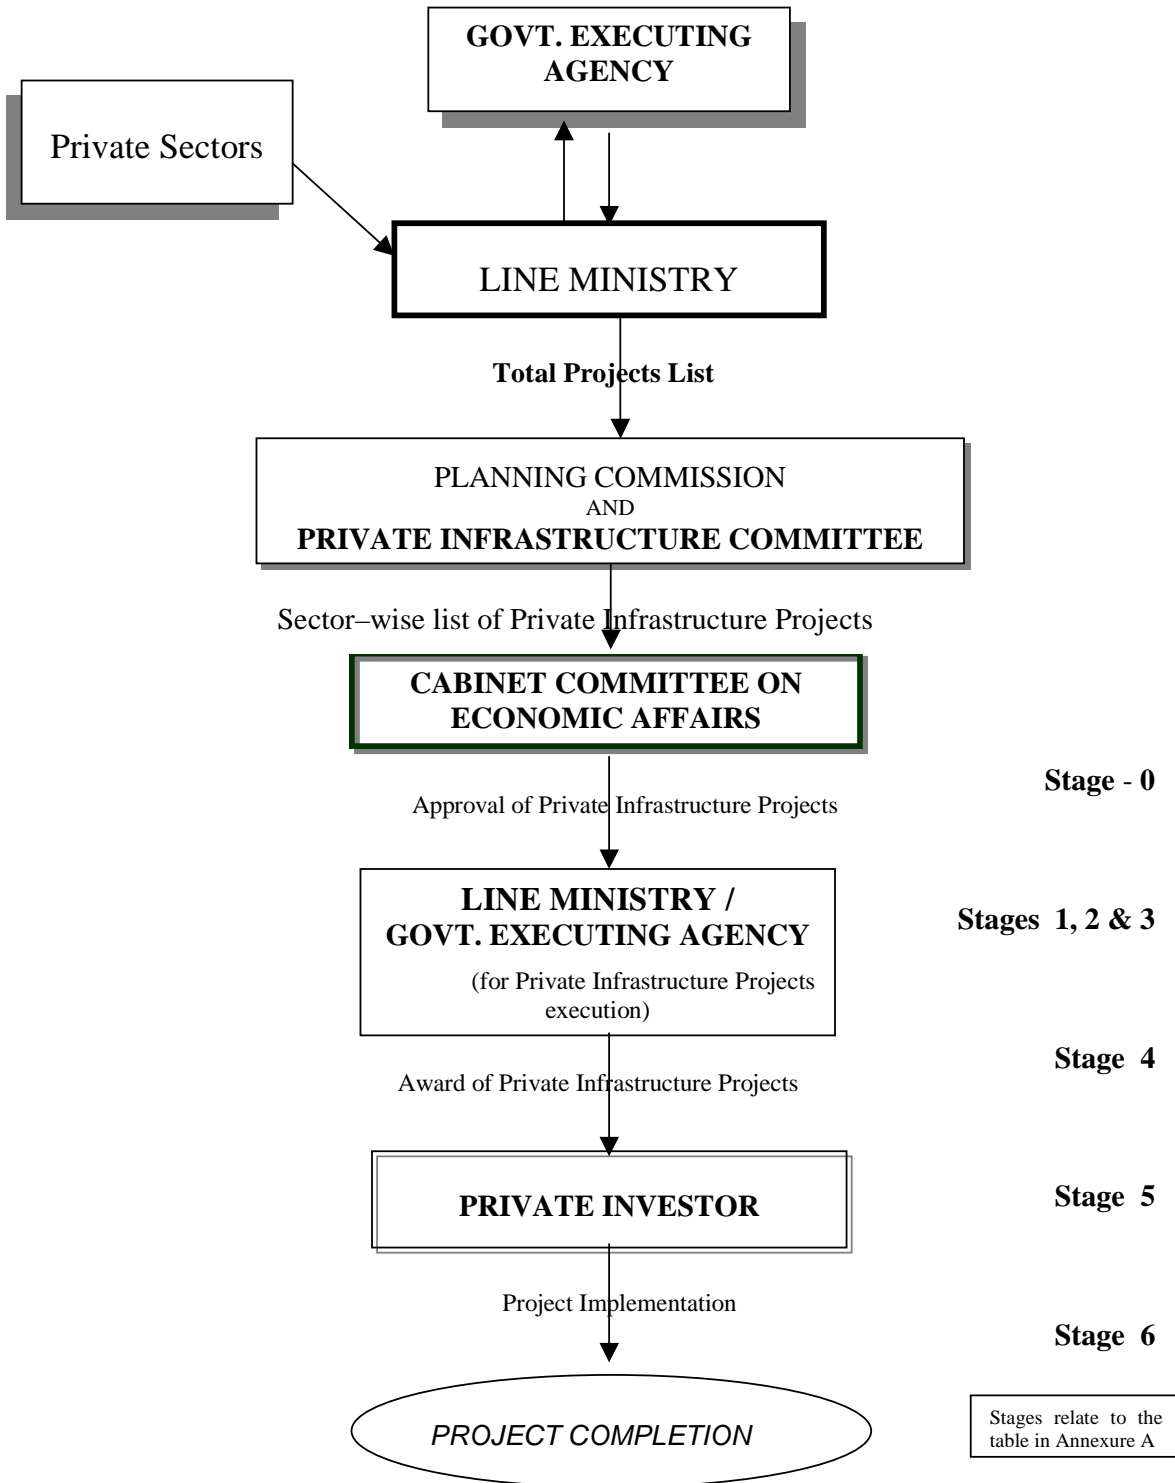 GOVT. EXECUTING
AGENCY
Private Sectors
LINE MINISTRY
Total Projects List
PLANNING COMMISSION
AND
PRIVATE INFRASTRUCTURE COMMITTEE
Sector–wise list of Private Infrastructure Projects
CABINET COMMITTEE ON
ECONOMIC AFFAIRS
Stage - 0
Approval of Private Infrastructure Projects
LINE MINISTRY /
GOVT. EXECUTING AGENCY
(for Private Infrastructure Projects
execution)
Stages 1, 2 & 3
Stage 4
Award of Private Infrastructure Projects
PRIVATE INVESTOR
Stage 5
Project Implementation
Stage 6
PROJECT COMPLETION
Stages relate to the
table in Annexure A